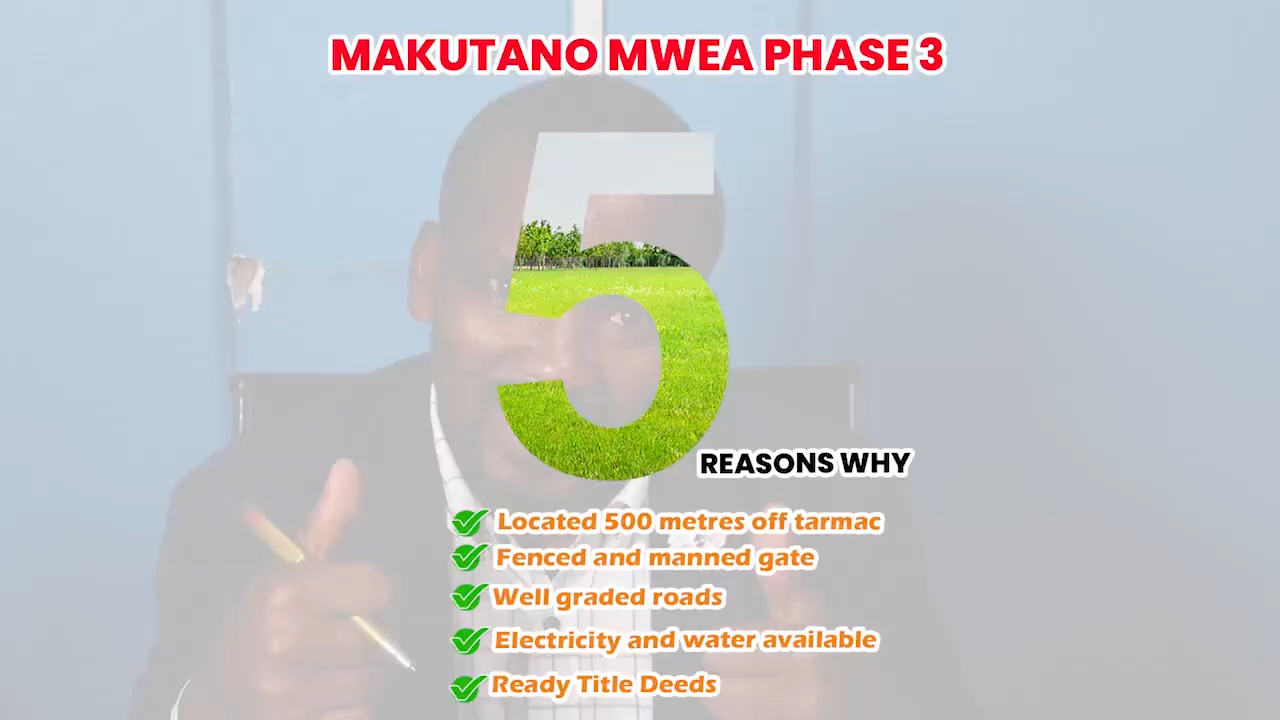 MAKUTANO MWEA PHASE 3
5
REASONS WHY
Located 500 metres off tarmac
Fenced and manned gate
Well graded roads
Electricity and water available
Ready Title Deeds